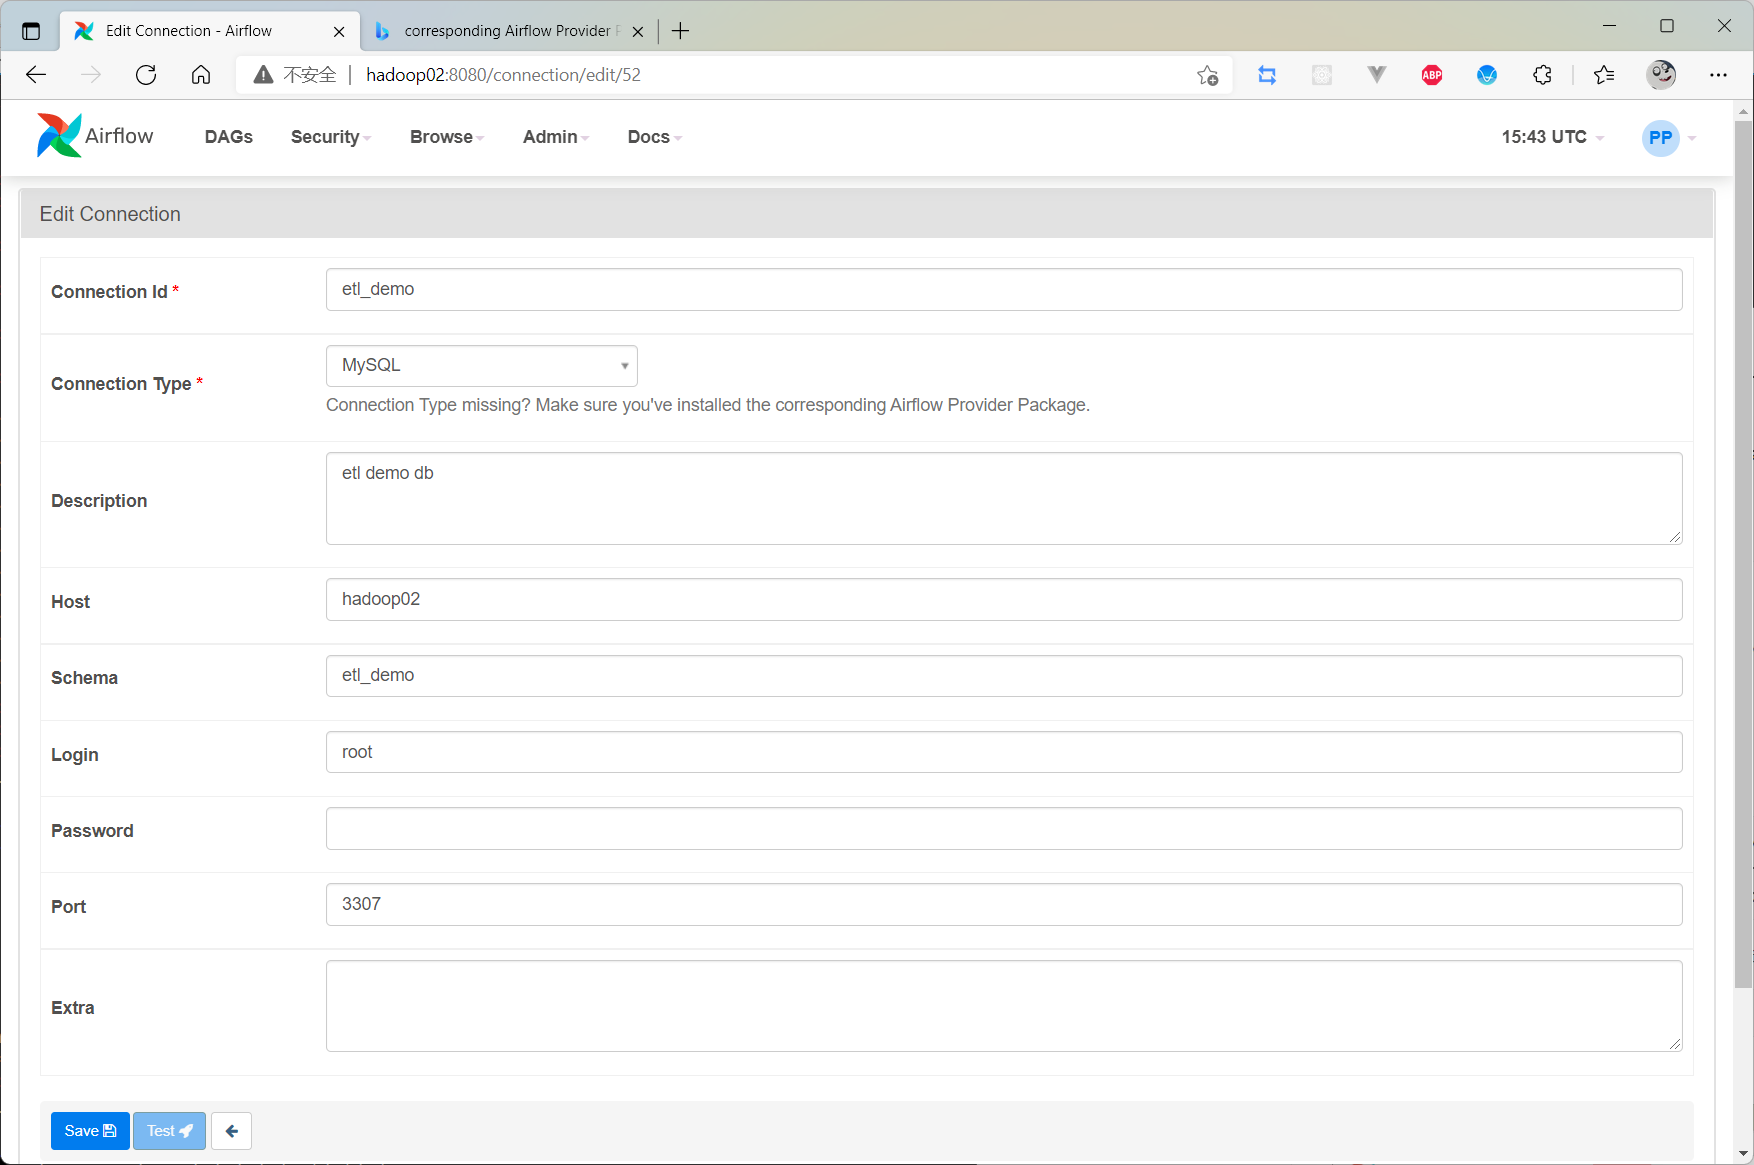 Edit Connection - Airflow
corresponding Airflow Provider
不安全
hadoop02:8080/connection/edit/52
ABP
Airflow
DAGs
Security
Browse
Admin
Docs
15:43 UTC
PP
Edit Connection
Connection Id *
etl_demo
Connection Type *
MySQL
Connection Type missing? Make sure you've installed the corresponding Airflow Provider Package.
Description
etl demo db
Host
hadoop02
Schema
etl_demo
Login
root
Password
Port
3307
Extra
Save
Test